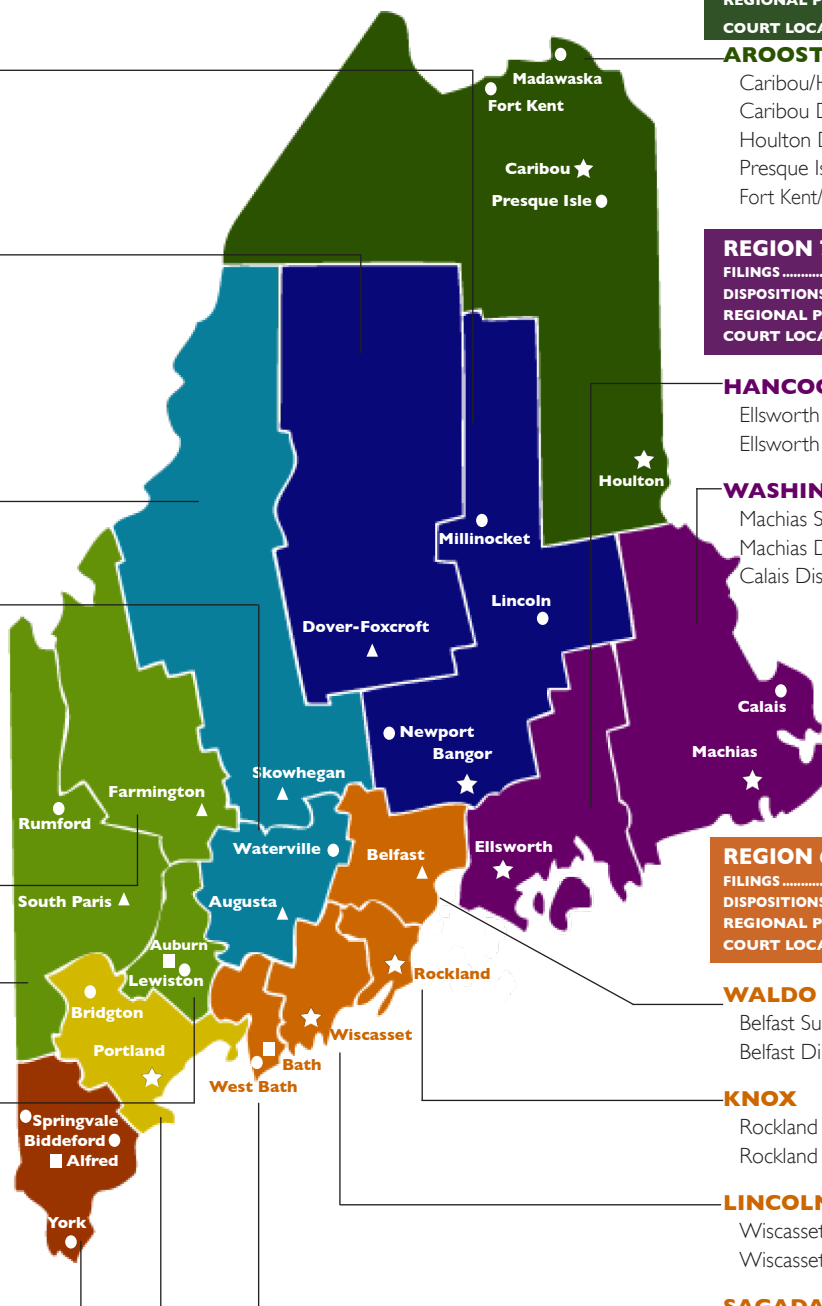 COURT LOCA
Madawaska
Fort Kent
Caribou
Presque Isle
Houlton
Millinocket
Lincoln
Dover-Foxcroft
Newport
Bangor
Calais
Machias
Skowhegan
Farmington
Rumford
Waterville
Belfast
Ellsworth
South Paris
Augusta
Auburn
Lewiston
Rockland
Bridgton
Wiscasset
Portland
Bath
West Bath
Springvale
Biddeford
Alfred
York
AROOST
Caribou/H
Caribou D
Houlton D
Presque Is
Fort Kent/
REGION 7
FILINGS ...........
DISPOSITIONS
REGIONAL P
COURT LOCA
HANCOC
Ellsworth
Ellsworth
WASHIN
Machias S
Machias D
Calais Dis
REGION
FILINGS ...........
DISPOSITIONS
REGIONAL P
COURT LOCA
WALDO
Belfast Su
Belfast Di
KNOX
Rockland
Rockland
LINCOLN
Wiscasset
Wiscasset